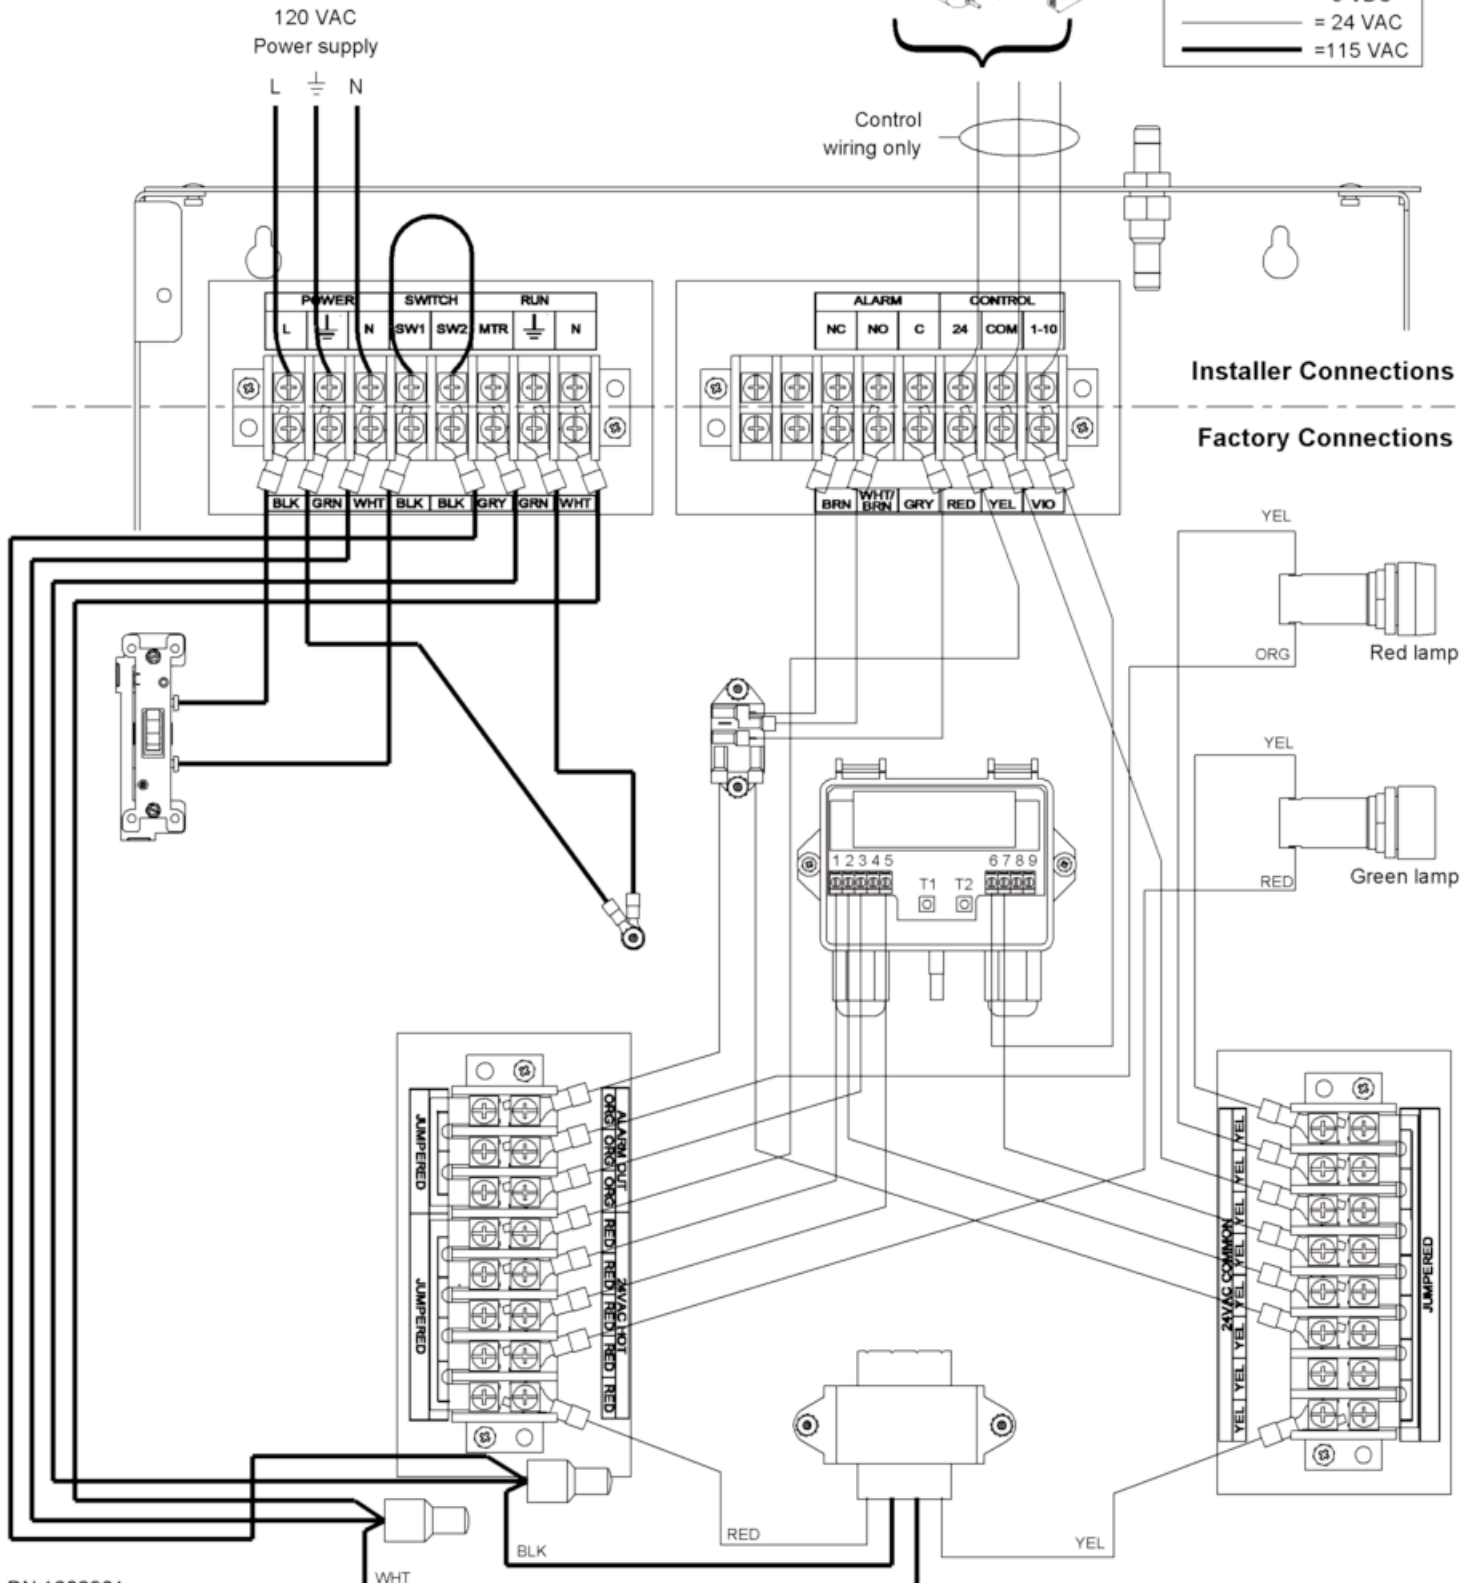 120 VAC
Power supply
L N
= 24 VAC
=115 VAC
Control
wiring only
POWER SWITCH RUN
L N SW1 SW2 MTR N
ALARM CONTROL
NC NO C 24 COM 1-10
Installer Connections
Factory Connections
BLK GRN WHT BLK BLK GRY GRN WHT
BRN WHT/BRN GRY RED YEL VIO
YEL
ORG
Red lamp
YEL
RED
Green lamp
1 2 3 4 5
6 7 8 9
T1 T2
JUMPERED
JUMPERED
ALARM OUT
ORG ORG ORG
24VAC HOT
RED RED RED RED RED
24VAC COMMON
YEL YEL YEL YEL YEL YEL YEL YEL
JUMPERED
RED
YEL
BLK
WHT